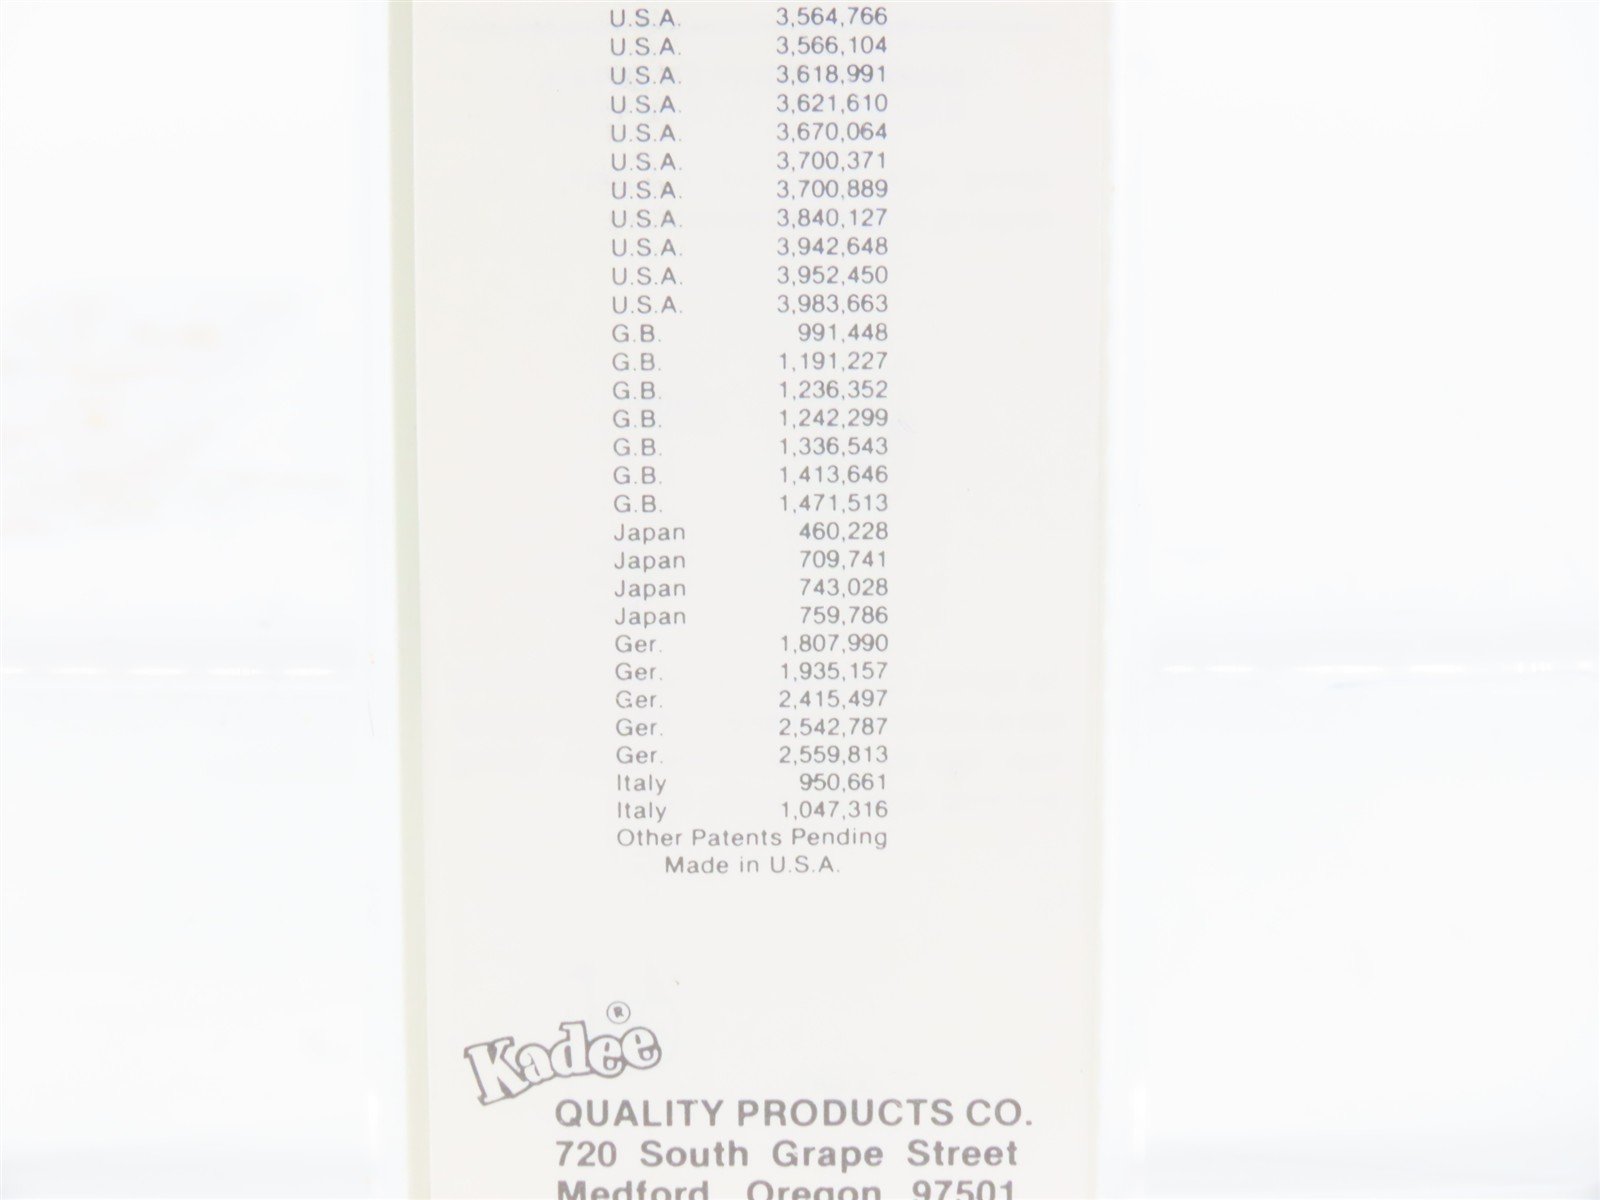 U.S.A. 3,564,766
U.S.A. 3,566,104
U.S.A. 3,618,991
U.S.A. 3,621,610
U.S.A. 3,670,064
U.S.A. 3,700,371
U.S.A. 3,700,889
U.S.A. 3,840,127
U.S.A. 3,942,648
U.S.A. 3,952,450
U.S.A. 3,983,663
G.B. 991,448
G.B. 1,191,227
G.B. 1,236,352
G.B. 1,242,299
G.B. 1,336,543
G.B. 1,413,646
G.B. 1,471,513
Japan 460,228
Japan 709,741
Japan 743,028
Japan 759,786
Ger. 1,807,990
Ger. 1,935,157
Ger. 2,415,497
Ger. 2,542,787
Ger. 2,559,813
Italy 950,661
Italy 1,047,316
Other Patents Pending
Made in U.S.A.
Kadee ®
QUALITY PRODUCTS CO.
720 South Grape Street
Medford, Oregon 97501